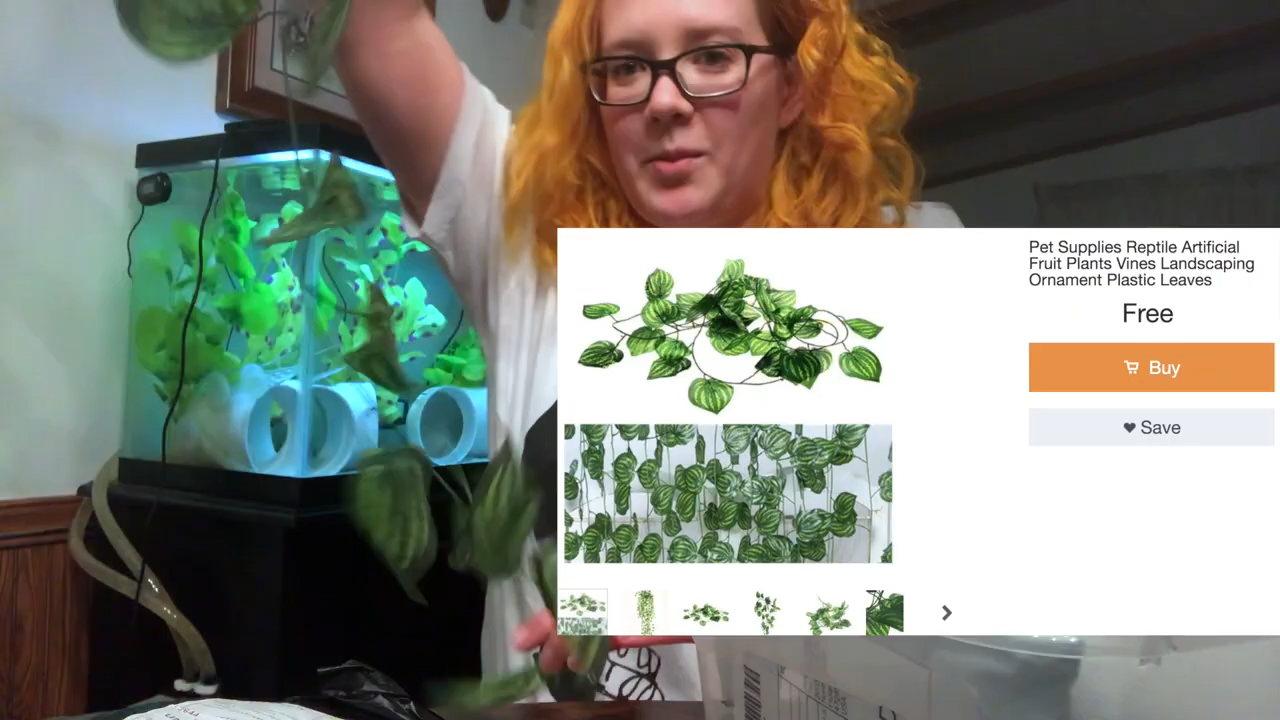 Pet Supplies Reptile Artificial
Fruit Plants Vines Landscaping
Ornament Plastic Leaves
Free
Buy
Save